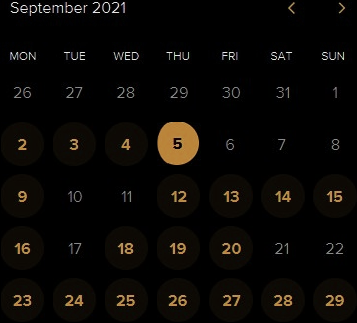 September 2021
MON TUE WED THU FRI SAT SUN
26 27 28 29 30 31 1
2 3 4 5 6 7 8
9 10 11 12 13 14 15
16 17 18 19 20 21 22
23 24 25 26 27 28 29